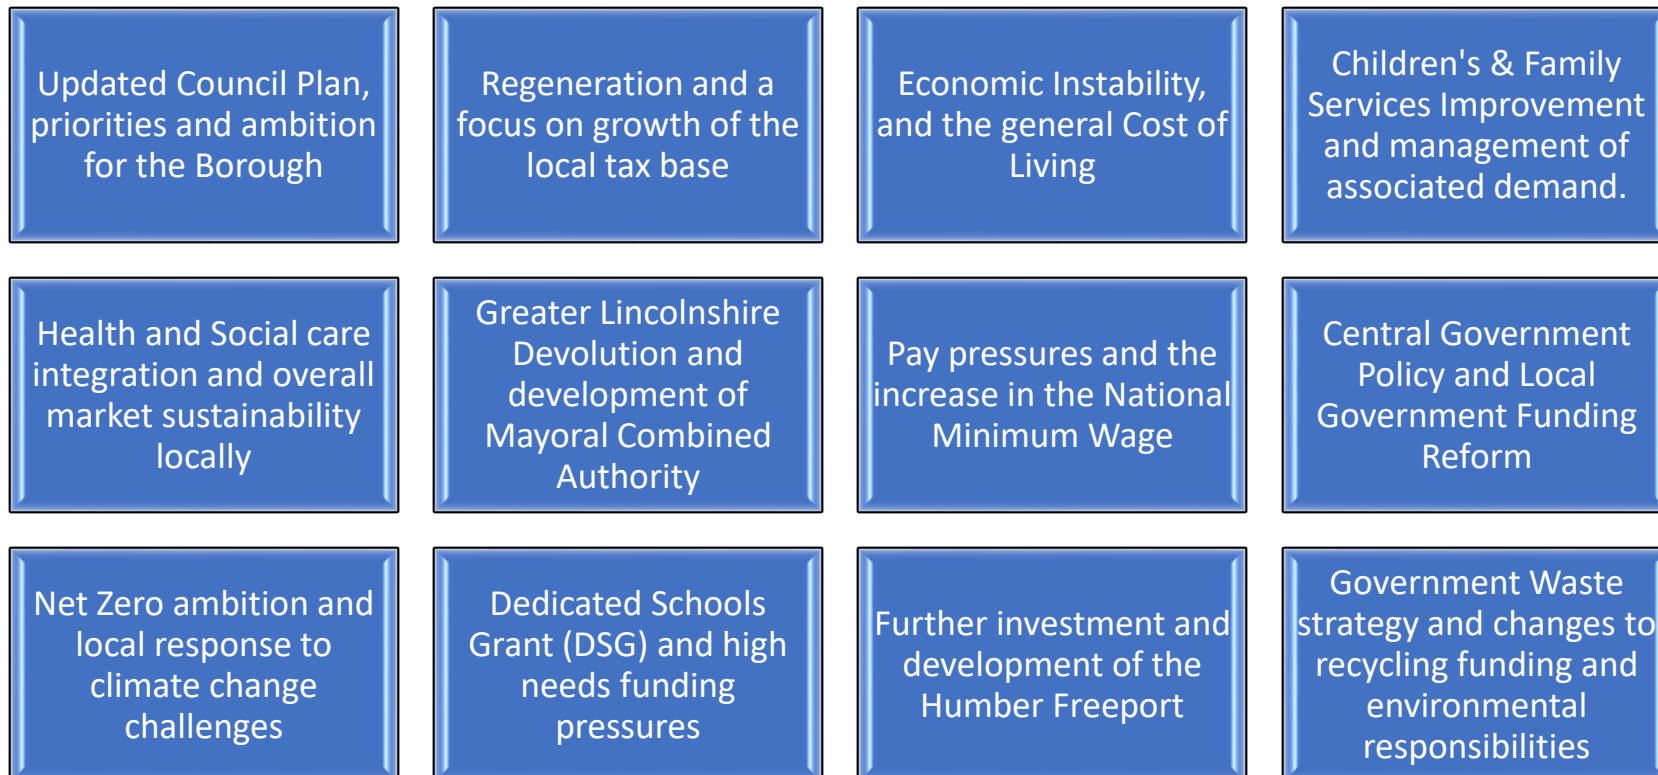 Updated Council Plan,
priorities and ambition
for the Borough
Regeneration and a
focus on growth of the
local tax base
Economic Instability,
and the general Cost of
Living
Children's & Family
Services Improvement
and management of
associated demand.
Health and Social care
integration and overall
market sustainability
locally
Greater Lincolnshire
Devolution and
development of
Mayoral Combined
Authority
Pay pressures and the
increase in the National
Minimum Wage
Central Government
Policy and Local
Government Funding
Reform
Net Zero ambition and
local response to
climate change
challenges
Dedicated Schools
Grant (DSG) and high
needs funding
pressures
Further investment and
development of the
Humber Freeport
Government Waste
strategy and changes to
recycling funding and
environmental
responsibilities